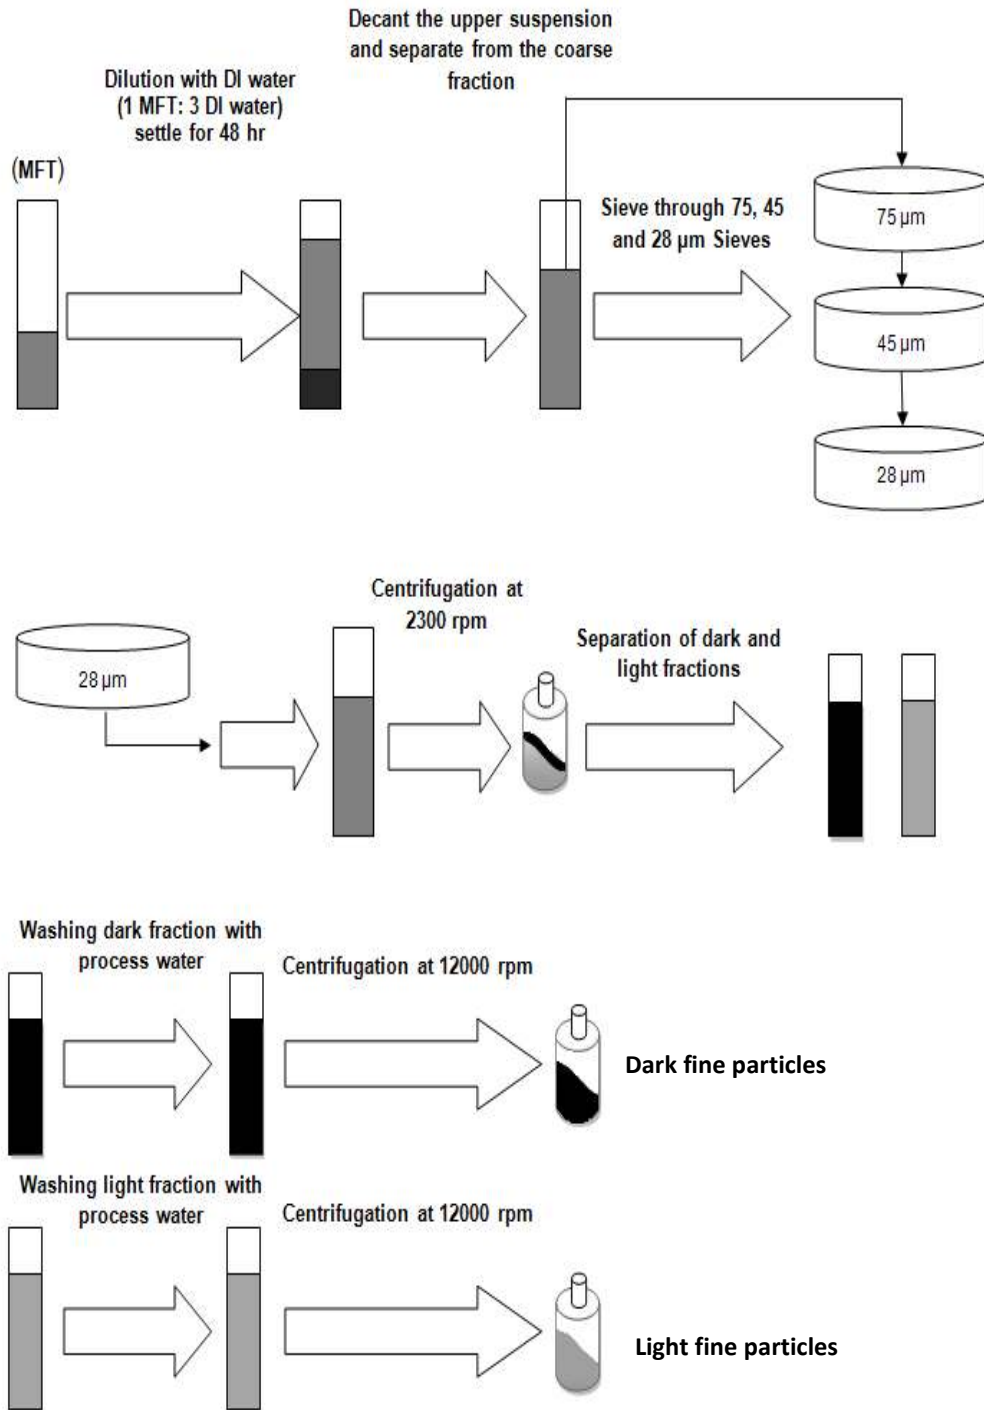 Decant the upper suspension
and separate from the coarse
fraction
Dilution with DI water
(1 MFT: 3 DI water)
settle for 48 hr
(MFT)
Sieve through 75, 45
and 28 µm Sieves
75 µm
45 µm
28 µm
Centrifugation at
2300 rpm
Separation of dark and
light fractions
28 µm
Washing dark fraction with
process water
Centrifugation at 12000 rpm
Dark fine particles
Washing light fraction with
process water
Centrifugation at 12000 rpm
Light fine particles